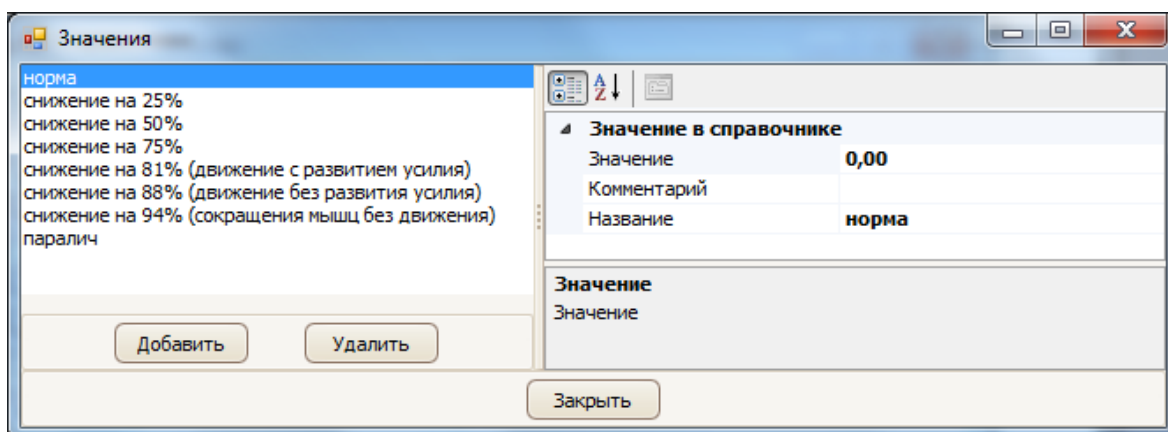 Значения
норма
снижение на 25%
снижение на 50%
снижение на 75%
снижение на 81% (движение с развитием усилия)
снижение на 88% (движение без развития усилия)
снижение на 94% (сокращения мышц без движения)
паралич
Добавить Удалить
Значение в справочнике
Значение 0,00
Комментарий
Название норма
Значение
Значение
Закрыть